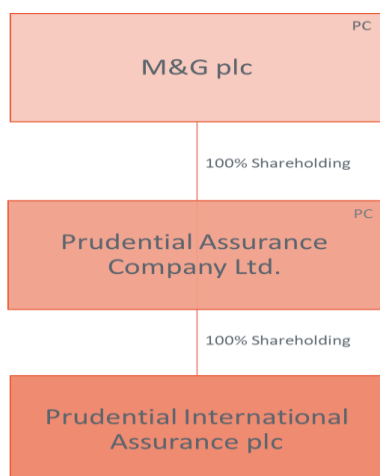 PC
M&G plc
100% Shareholding
PC
Prudential Assurance
Company Ltd.
100% Shareholding
Prudential International
Assurance plc